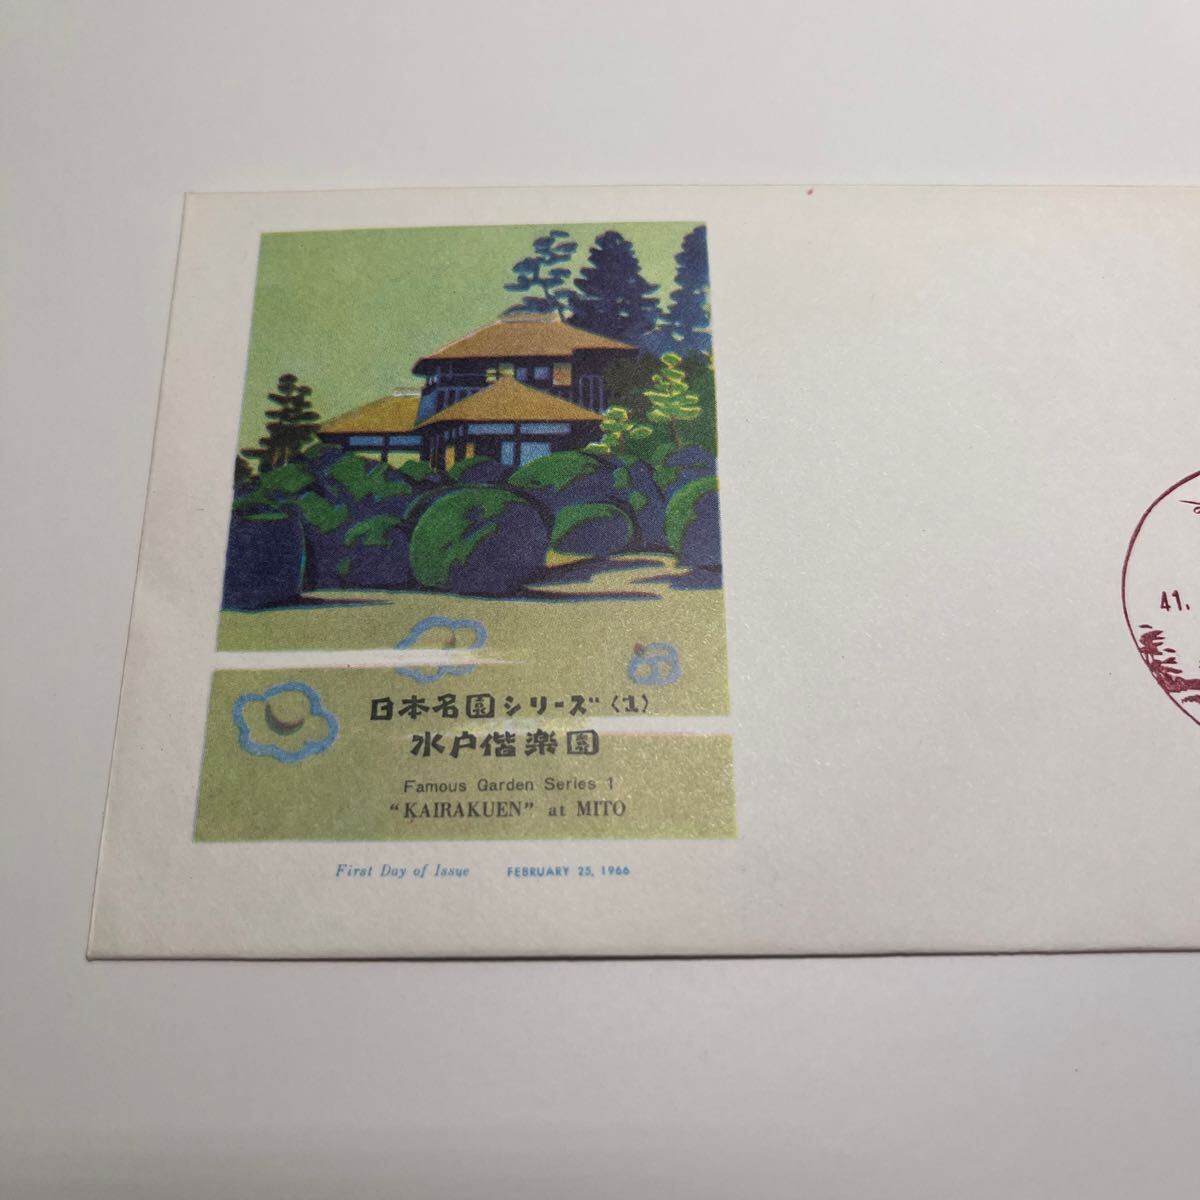 日本名園シリーズ〈1〉
水戸偕楽園
Famous Garden Series 1
"KAIRAKUEN" at MITO
First Day of Issue FEBRUARY 25, 1966
41.